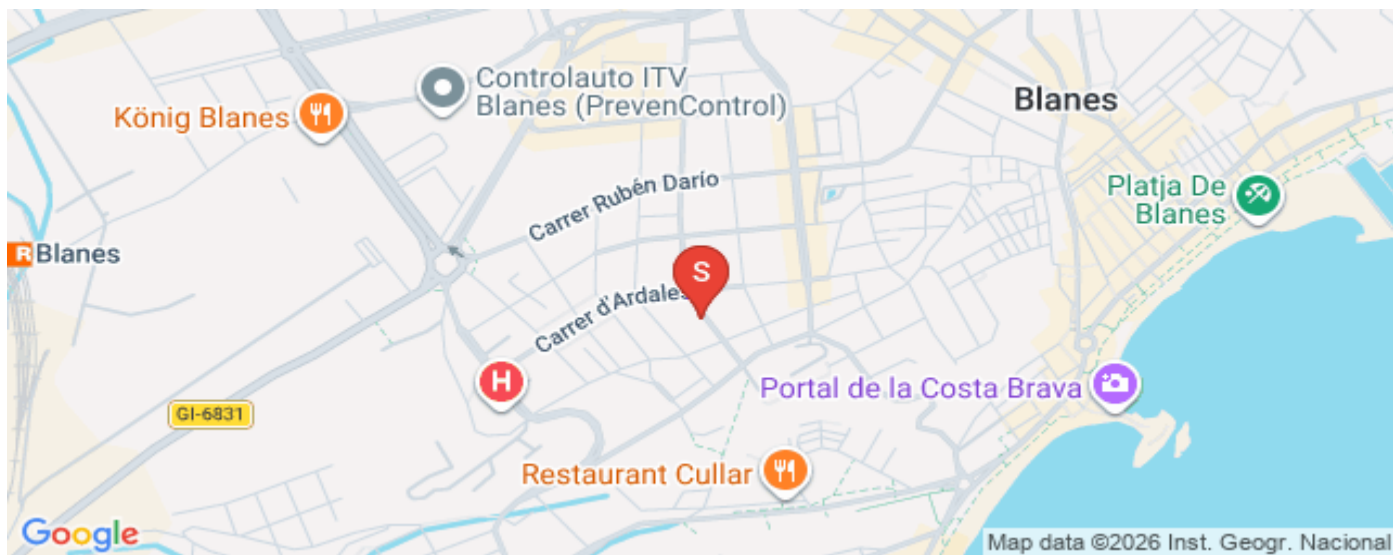 Controlauto ITV
Blanes (PrevenControl)
König Blanes
Blanes
Carrer Rubén Darío
Platja De
Blanes
R Blanes
S
Carrer d'Ardales
H
Portal de la Costa Brava
GI-6831
Restaurant Cullar
Google
Map data ©2026 Inst. Geogr. Nacional